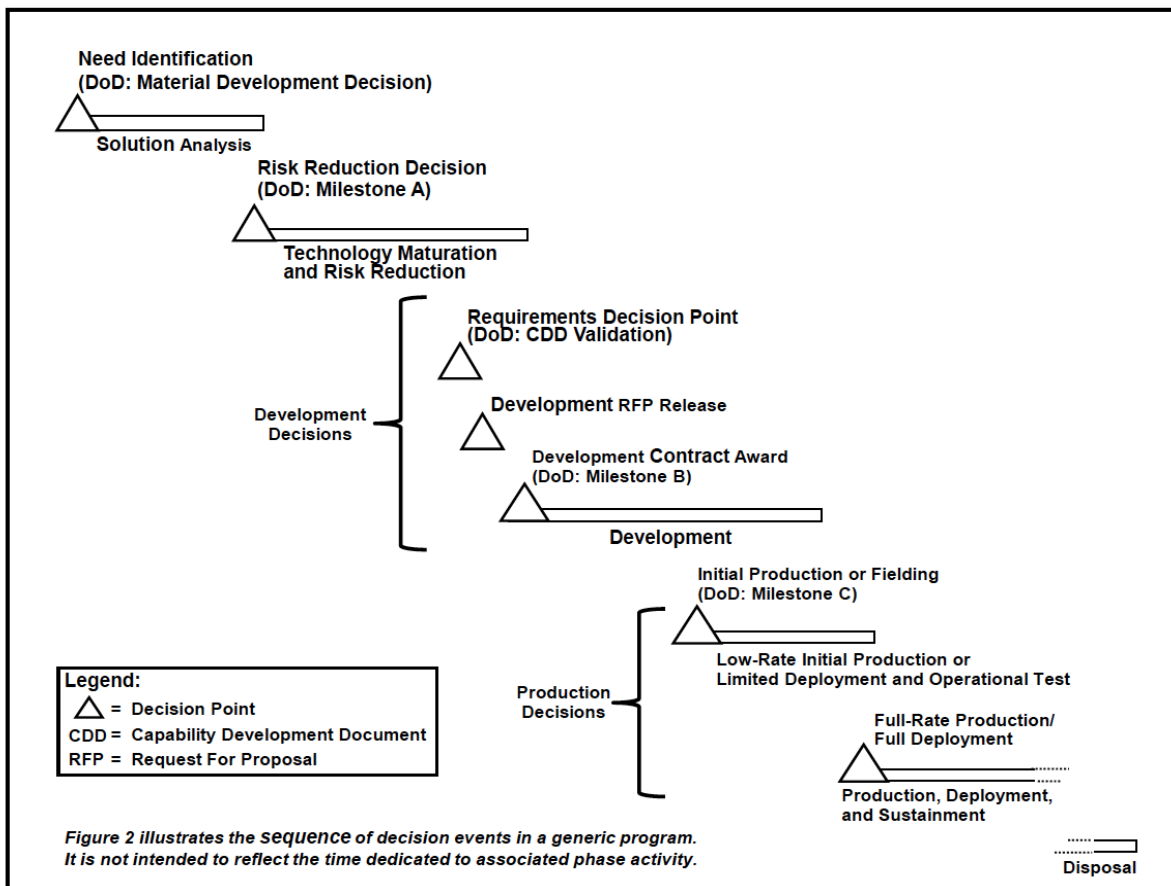 Need Identification
(DoD: Material Development Decision)
Solution Analysis
Risk Reduction Decision
(DoD: Milestone A)
Technology Maturation
and Risk Reduction
Requirements Decision Point
(DoD: CDD Validation)
Development RFP Release
Development
Decisions
Development Contract Award
(DoD: Milestone B)
Development
Initial Production or Fielding
(DoD: Milestone C)
Low-Rate Initial Production or
Limited Deployment and Operational Test
Production
Decisions
Full-Rate Production/
Full Deployment
Production, Deployment,
and Sustainment
Disposal
Legend:
= Decision Point
CDD = Capability Development Document
RFP = Request For Proposal
Figure 2 illustrates the sequence of decision events in a generic program.
It is not intended to reflect the time dedicated to associated phase activity.